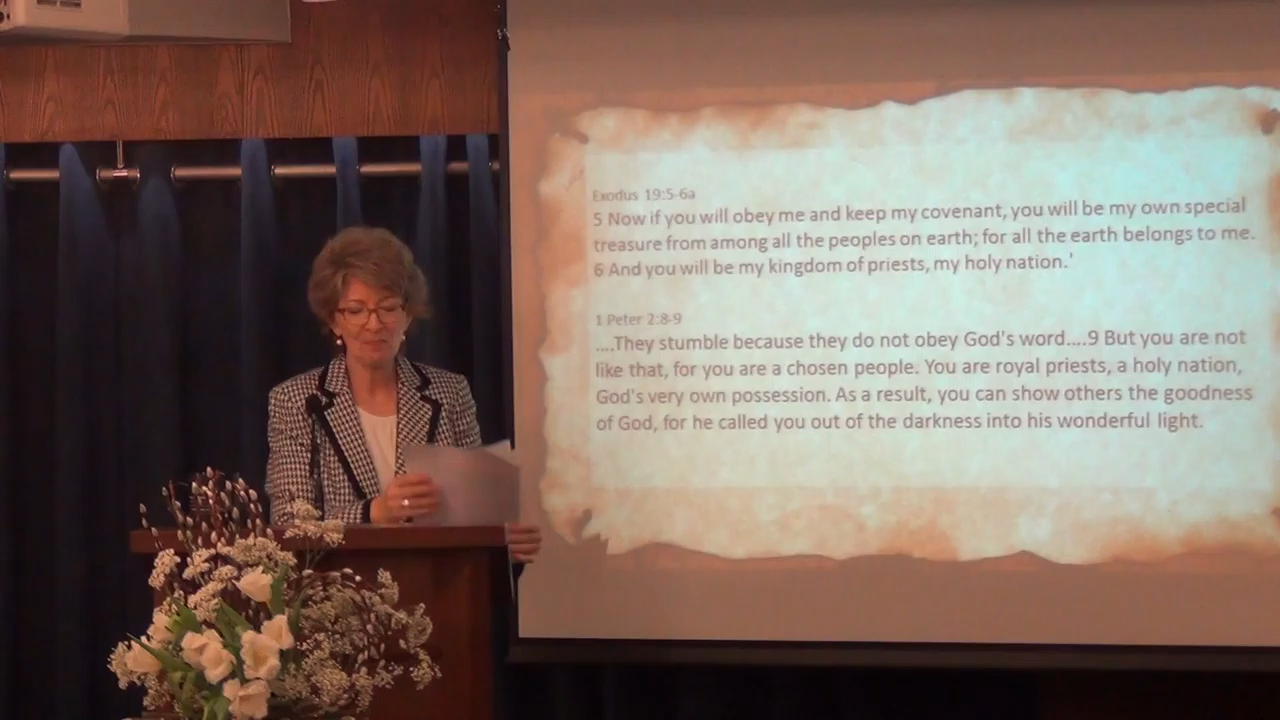 Exodus 19:5-6a
5 Now if you will obey me and keep my covenant, you will be my own special
treasure from among all the peoples on earth; for all the earth belongs to me.
6 And you will be my kingdom of priests, my holy nation.'
1 Peter 2:8-9
....They stumble because they do not obey God's word....9 But you are not
like that, for you are a chosen people. You are royal priests, a holy nation,
God's very own possession. As a result, you can show others the goodness
of God, for he called you out of the darkness into his wonderful light.